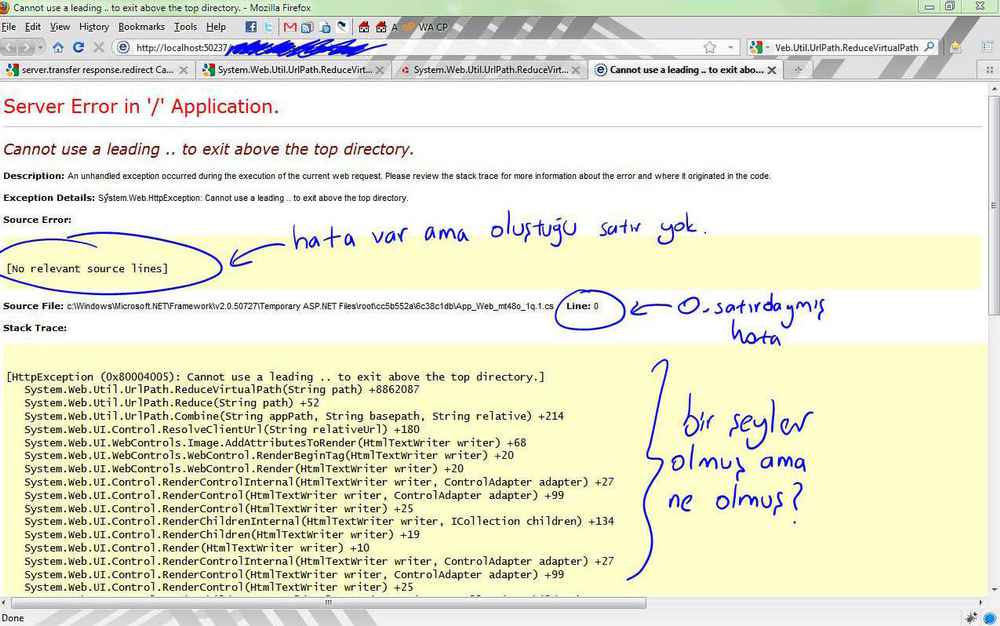 Cannot use a leading .. to exit above the top directory. - Mozilla Firefox
File Edit View History Bookmarks Tools Help WA CP
http://localhost:50237/
Veb.Util.UrlPath.ReduceVirtualPath
server.transfer response.redirect Ca...
System.Web.Util.UrlPath.ReduceVirt...
System.Web.Util.UrlPath.ReduceVirt...
Cannot use a leading .. to exit abo...
Server Error in '/' Application.
Cannot use a leading .. to exit above the top directory.
Description: An unhandled exception occurred during the execution of the current web request. Please review the stack trace for more information about the error and where it originated in the code.
Exception Details: System.Web.HttpException: Cannot use a leading .. to exit above the top directory.
Source Error:
hata var ama oluştuğu satır yok.
[No relevant source lines]
Source File: c:\Windows\Microsoft.NET\Framework\v2.0.50727\Temporary ASP.NET Files\root\cc5b552a\6c38c1db\App_Web_mt48o_1q.1.cs Line: 0
0. satırdaymış
hata
Stack Trace:
[HttpException (0x80004005): Cannot use a leading .. to exit above the top directory.]
System.Web.Util.UrlPath.ReduceVirtualPath(String path) +8862087
System.Web.Util.UrlPath.Reduce(String path) +52
System.Web.Util.UrlPath.Combine(String appPath, String basepath, String relative) +214
System.Web.UI.Control.ResolveClientUrl(String relativeUrl) +180
System.Web.UI.WebControls.Image.AddAttributesToRender(HtmlTextWriter writer) +68
System.Web.UI.WebControls.WebControl.RenderBeginTag(HtmlTextWriter writer) +20
System.Web.UI.WebControls.WebControl.Render(HtmlTextWriter writer) +20
System.Web.UI.Control.RenderControlInternal(HtmlTextWriter writer, ControlAdapter adapter) +27
System.Web.UI.Control.RenderControl(HtmlTextWriter writer, ControlAdapter adapter) +99
System.Web.UI.Control.RenderControl(HtmlTextWriter writer) +25
System.Web.UI.Control.RenderChildrenInternal(HtmlTextWriter writer, ICollection children) +134
System.Web.UI.Control.RenderChildren(HtmlTextWriter writer) +19
System.Web.UI.Control.Render(HtmlTextWriter writer) +10
System.Web.UI.Control.RenderControlInternal(HtmlTextWriter writer, ControlAdapter adapter) +27
System.Web.UI.Control.RenderControl(HtmlTextWriter writer, ControlAdapter adapter) +99
System.Web.UI.Control.RenderControl(HtmlTextWriter writer) +25
bir şeyler
olmuş ama
ne olmuş?
Done